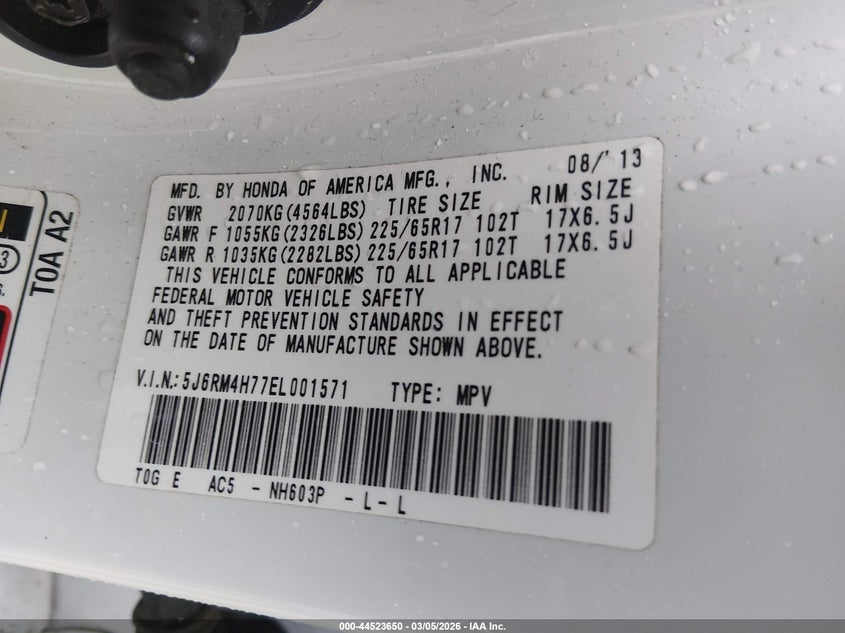 MFD. BY HONDA OF AMERICA MFG., INC. 08/'13
GVWR 2070KG(4564LBS) TIRE SIZE RIM SIZE
GAWR F 1055KG(2326LBS) 225/65R17 102T 17X6.5J
GAWR R 1035KG(2282LBS) 225/65R17 102T 17X6.5J
THIS VEHICLE CONFORMS TO ALL APPLICABLE
FEDERAL MOTOR VEHICLE SAFETY
AND THEFT PREVENTION STANDARDS IN EFFECT
ON THE DATE OF MANUFACTURE SHOWN ABOVE.
V.I.N.:5J6RM4H77EL001571 TYPE: MPV
T0G E AC5 - NH603P - L- L
T0A A2
3
000-44523650 - 03/05/2026 - IAA Inc.